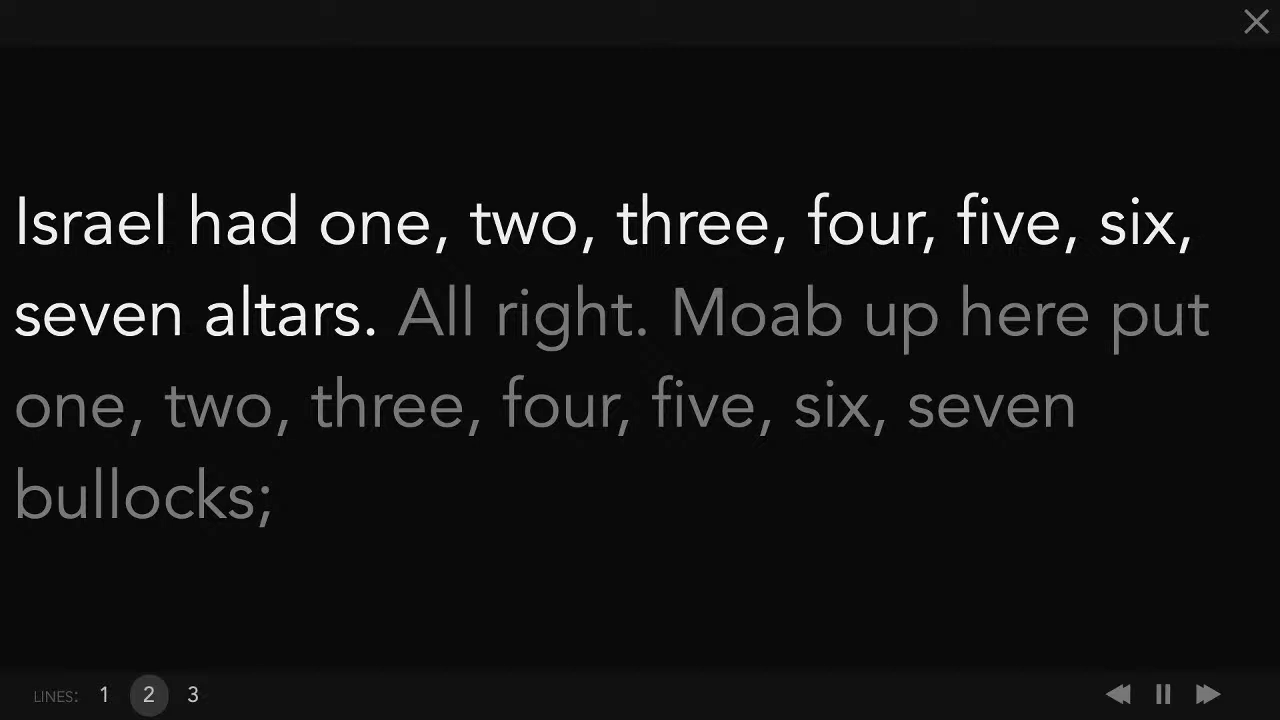 Israel had one, two, three, four, five, six,
seven altars. All right. Moab up here put
one, two, three, four, five, six, seven
bullocks;
LINES: 1 2 3